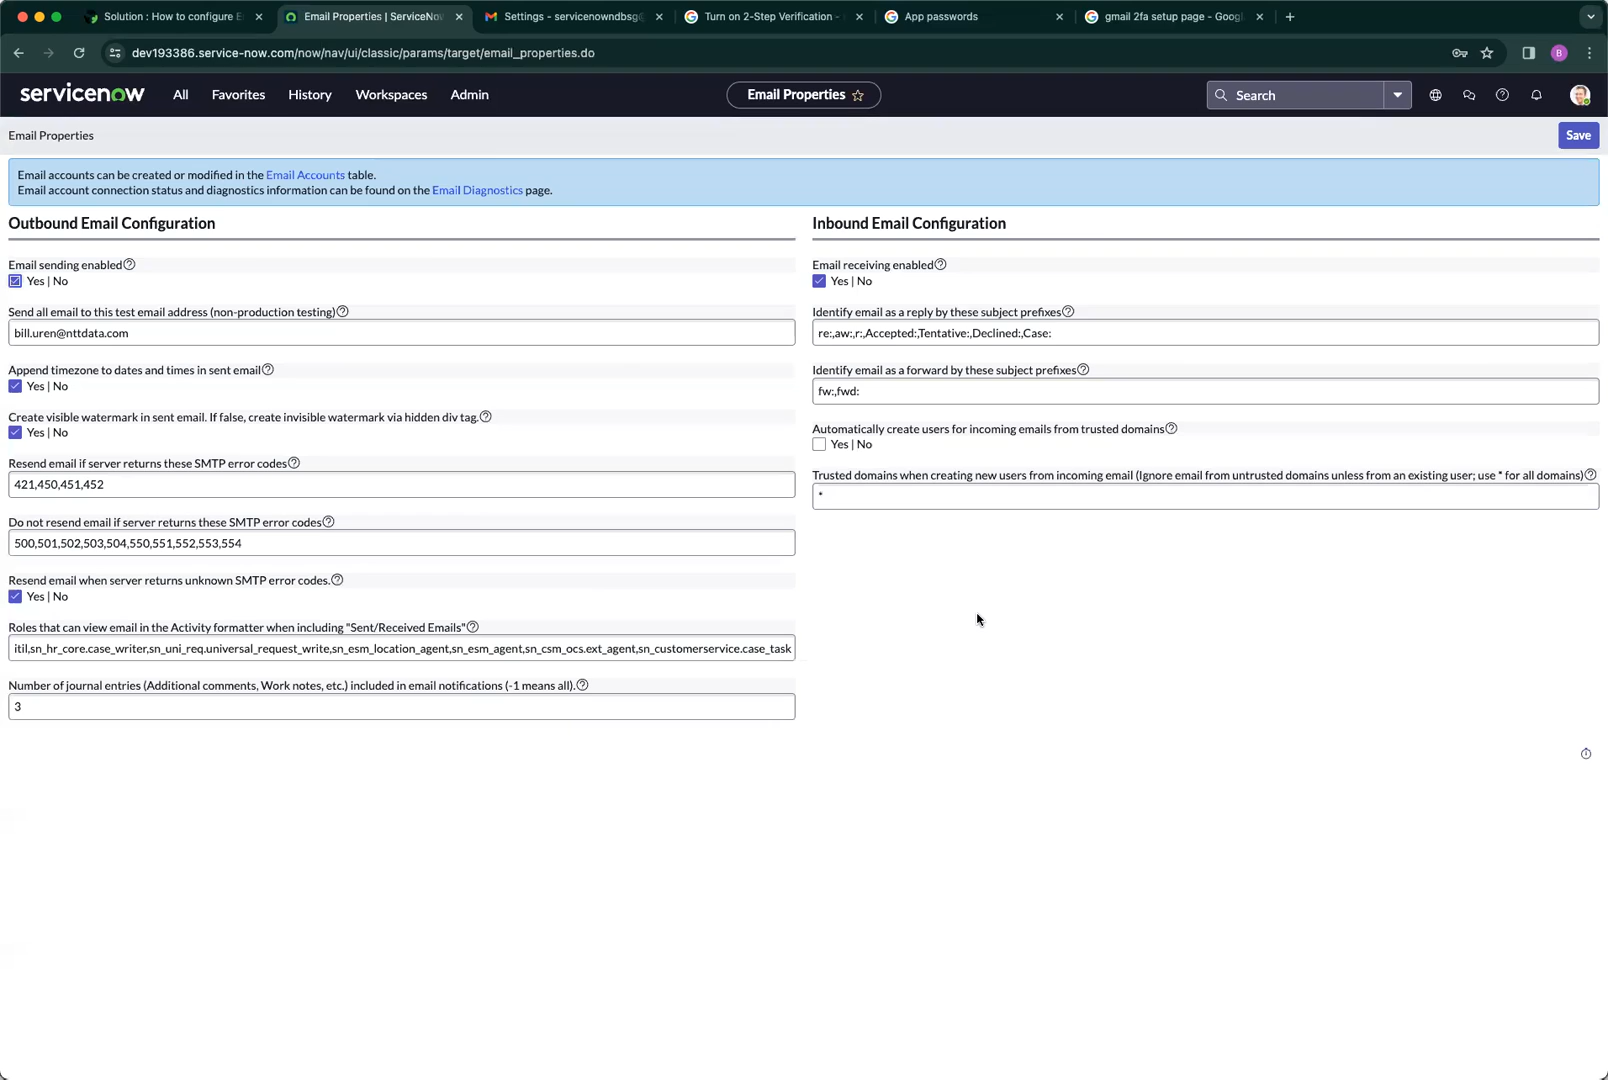 Solution : How to configure E
Email Properties | ServiceNow
Settings - servicenowndbsg@
Turn on 2-Step Verification -
App passwords
gmail 2fa setup page - Googl
dev193386.service-now.com/now/nav/ui/classic/params/target/email_properties.do
B
servicenow
All
Favorites
History
Workspaces
Admin
Email Properties
Search
Email Properties
Save
Email accounts can be created or modified in the Email Accounts table.
Email account connection status and diagnostics information can be found on the Email Diagnostics page.
Outbound Email Configuration
Email sending enabled
Yes | No
Send all email to this test email address (non-production testing)
bill.uren@nttdata.com
Append timezone to dates and times in sent email
Yes | No
Create visible watermark in sent email. If false, create invisible watermark via hidden div tag.
Yes | No
Resend email if server returns these SMTP error codes
421,450,451,452
Do not resend email if server returns these SMTP error codes
500,501,502,503,504,550,551,552,553,554
Resend email when server returns unknown SMTP error codes.
Yes | No
Roles that can view email in the Activity formatter when including "Sent/Received Emails"
itil,sn_hr_core.case_writer,sn_uni_req.universal_request_write,sn_esm_location_agent,sn_esm_agent,sn_csm_ocs.ext_agent,sn_customerservice.case_task
Number of journal entries (Additional comments, Work notes, etc.) included in email notifications (-1 means all).
3
Inbound Email Configuration
Email receiving enabled
Yes | No
Identify email as a reply by these subject prefixes
re:,aw:,r:,Accepted:,Tentative:,Declined:,Case:
Identify email as a forward by these subject prefixes
fw:,fwd:
Automatically create users for incoming emails from trusted domains
Yes | No
Trusted domains when creating new users from incoming email (Ignore email from untrusted domains unless from an existing user; use * for all domains)
*